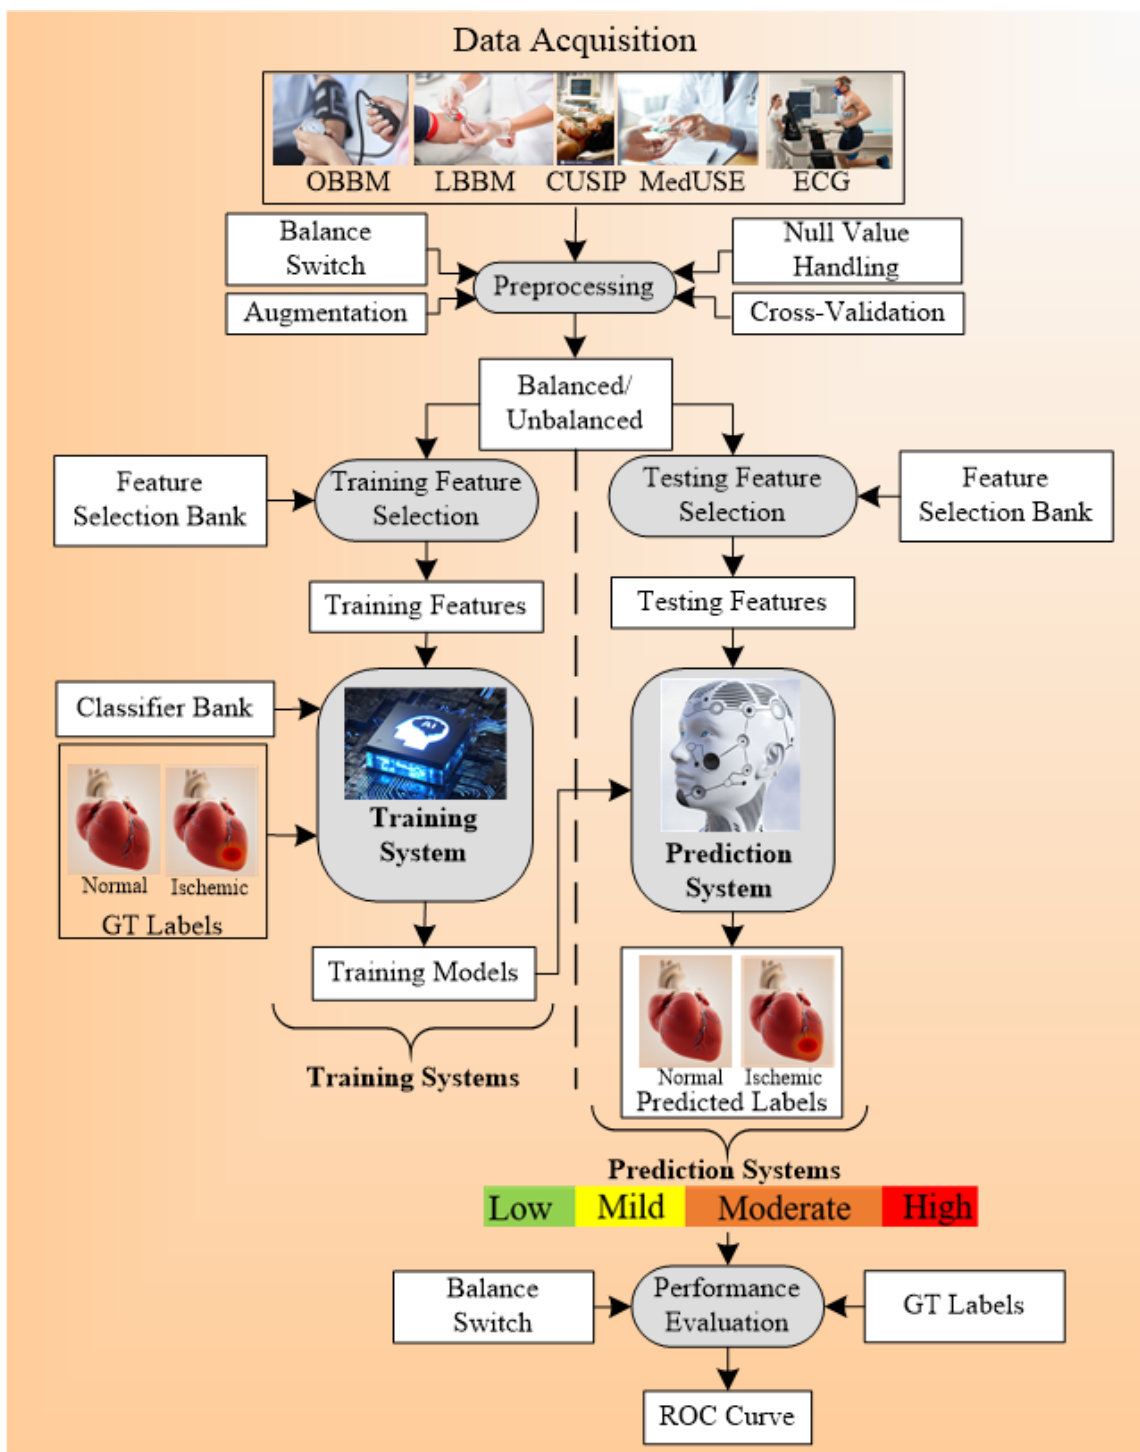 Data Acquisition
OBBM LBBM CUSIP MedUSE ECG
Balance
Switch
Null Value
Handling
Preprocessing
Augmentation
Cross-Validation
Balanced/
Unbalanced
Feature
Selection Bank
Training Feature
Selection
Testing Feature
Selection
Feature
Selection Bank
Training Features
Testing Features
Classifier Bank
AI
Training
System
Normal Ischemic
GT Labels
Prediction
System
Training Models
Training Systems
Normal Ischemic
Predicted Labels
Prediction Systems
Low Mild Moderate High
Balance
Switch
Performance
Evaluation
GT Labels
ROC Curve